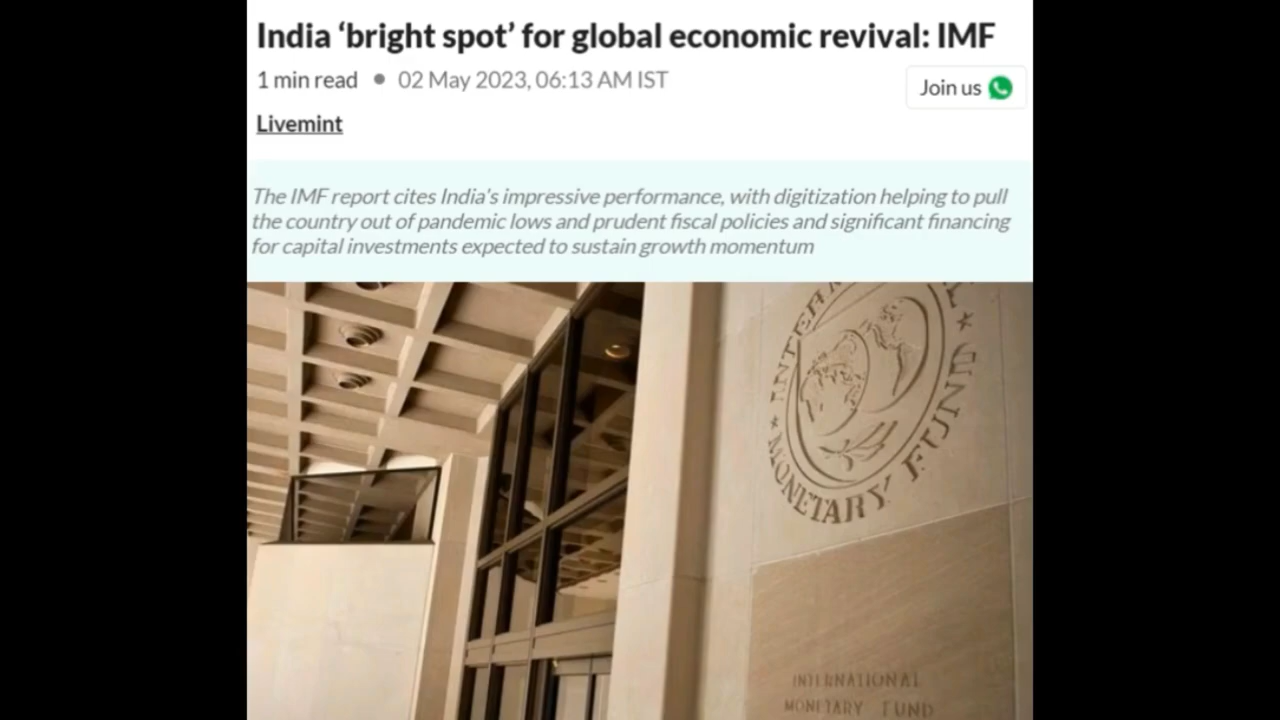 India ‘bright spot’ for global economic revival: IMF
1 min read • 02 May 2023, 06:13 AM IST
Join us
Livemint
The IMF report cites India's impressive performance, with digitization helping to pull
the country out of pandemic lows and prudent fiscal policies and significant financing
for capital investments expected to sustain growth momentum
INTERN
MONETARY FUND
INTERNATIONAL
MONETARY FUND